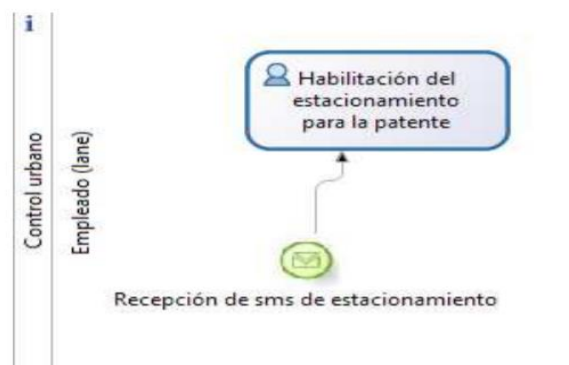 i
Control urbano
Empleado (lane)
Habilitación del
estacionamiento
para la patente
Recepción de sms de estacionamiento